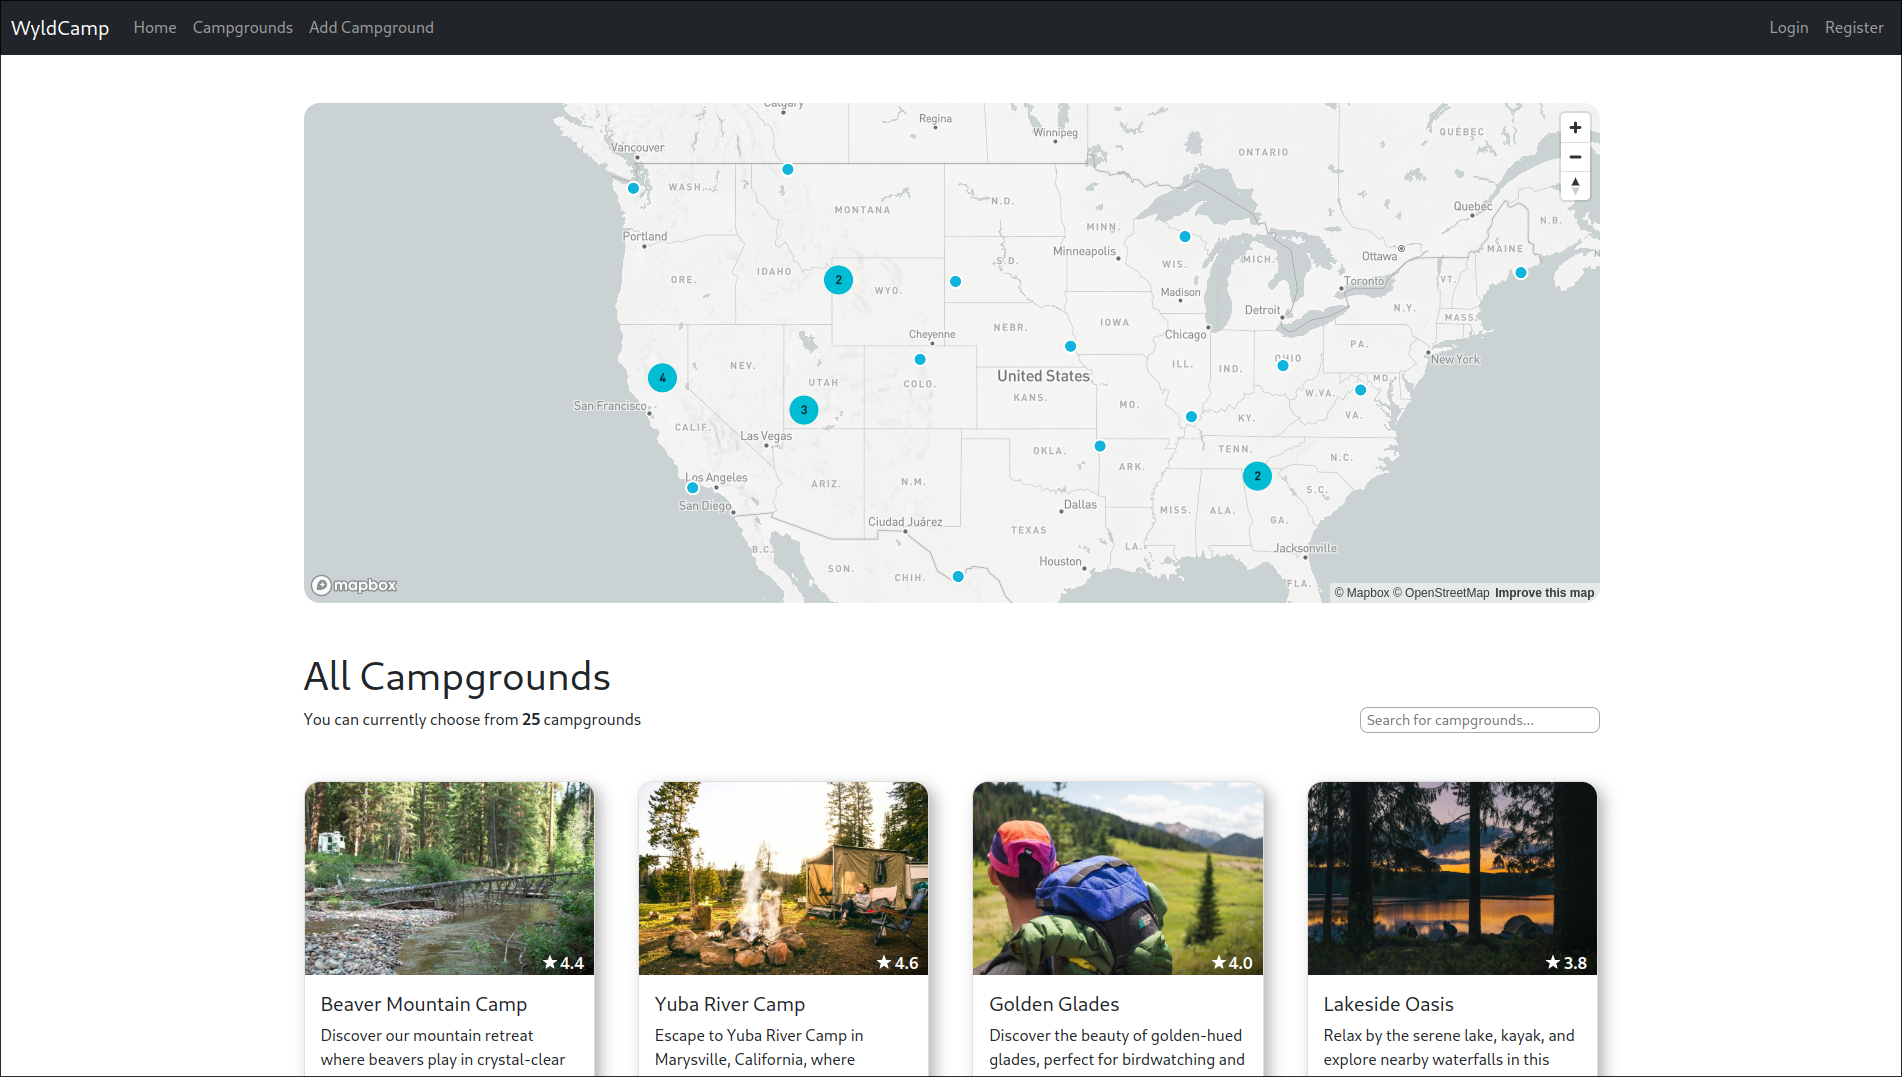 WyldCamp Home Campgrounds Add Campground Login Register
Calgary
Regina
Winnipeg
QUÉBEC
ONTARIO
Vancouver
WASH.
MONTANA
N.D.
Quebec
N.B.
Portland
MINN.
Minneapolis
MAINE
Ottawa
S.D.
WIS.
MICH.
IDAHO
ORE.
2
WYO.
Toronto
VT.
Madison
Detroit
N.Y.
MASS.
NEBR.
IOWA
Cheyenne
Chicago
PA.
OHIO
New York
NEV.
ILL.
IND.
United States
4
UTAH
COLO.
KANS.
MD.
W.VA.
San Francisco
3
MO.
KY.
VA.
CALIF.
Las Vegas
OKLA.
TENN.
N.C.
ARK.
Los Angeles
ARIZ.
N.M.
2
S.C.
San Diego
Dallas
MISS.
ALA.
GA.
Ciudad Juárez
TEXAS
B.C.
LA.
Jacksonville
Houston
SON.
CHIH.
FLA.
mapbox
© Mapbox © OpenStreetMap Improve this map
All Campgrounds
You can currently choose from 25 campgrounds
Search for campgrounds...
★ 4.4
★ 4.6
★ 4.0
★ 3.8
Beaver Mountain Camp
Discover our mountain retreat
where beavers play in crystal-clear
Yuba River Camp
Escape to Yuba River Camp in
Marysville, California, where
Golden Glades
Discover the beauty of golden-hued
glades, perfect for birdwatching and
Lakeside Oasis
Relax by the serene lake, kayak, and
explore nearby waterfalls in this